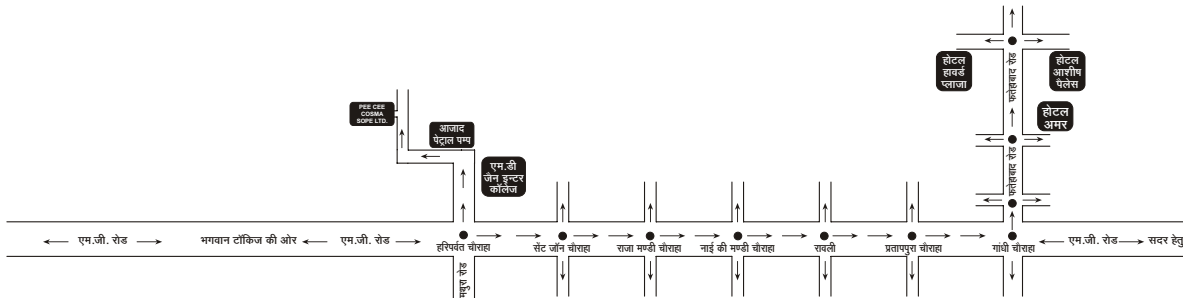 होटल
हावर्ड
प्लाजा
फतेहाबाद रोड
होटल
आशीष
पैलेस
होटल
अमर
PEE CEE
COSMA
SOPE LTD.
आजाद
पेट्राल पम्प
एम.डी
जैन इन्टर
कॉलेज
फतेहाबाद रोड
एम.जी. रोड
भगवान टॉकिज की ओर
एम.जी. रोड
हरिपर्वत चौराहा
सेंट जॉन चौराहा
राजा मण्डी चौराहा
नाई की मण्डी चौराहा
रावली
प्रतापपुरा चौराहा
गांधी चौराहा
एम.जी. रोड
सदर हेतु
मथुरा रोड